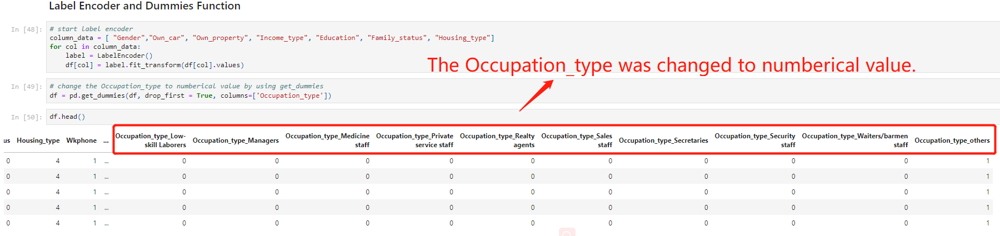 Label Encoder and Dummies Function
In [48]:
# start label encoder
column_data = [ "Gender","Own_car", "Own_property", "Income_type", "Education", "Family_status", "Housing_type"]
for col in column_data:
    label = LabelEncoder()
    df[col] = label.fit_transform(df[col].values)
The Occupation_type was changed to numberical value.
In [49]:
# change the Occupation_type to numberical value by using get_dummies
df = pd.get_dummies(df, drop_first = True, columns=['Occupation_type'])
In [50]:
df.head()
us Housing_type Wkphone ... Occupation_type_Low-skill Laborers Occupation_type_Managers Occupation_type_Medicine staff Occupation_type_Private service staff Occupation_type_Realty agents Occupation_type_Sales staff Occupation_type_Secretaries Occupation_type_Security staff Occupation_type_Waiters/barmen staff Occupation_type_others
0 4 1 ... 0 0 0 0 0 0 0 0 0 1
0 4 1 ... 0 0 0 0 0 0 0 0 0 1
0 4 1 ... 0 0 0 0 0 0 0 0 0 1
0 4 1 ... 0 0 0 0 0 0 0 0 0 1
0 4 1 ... 0 0 0 0 0 0 0 0 0 1